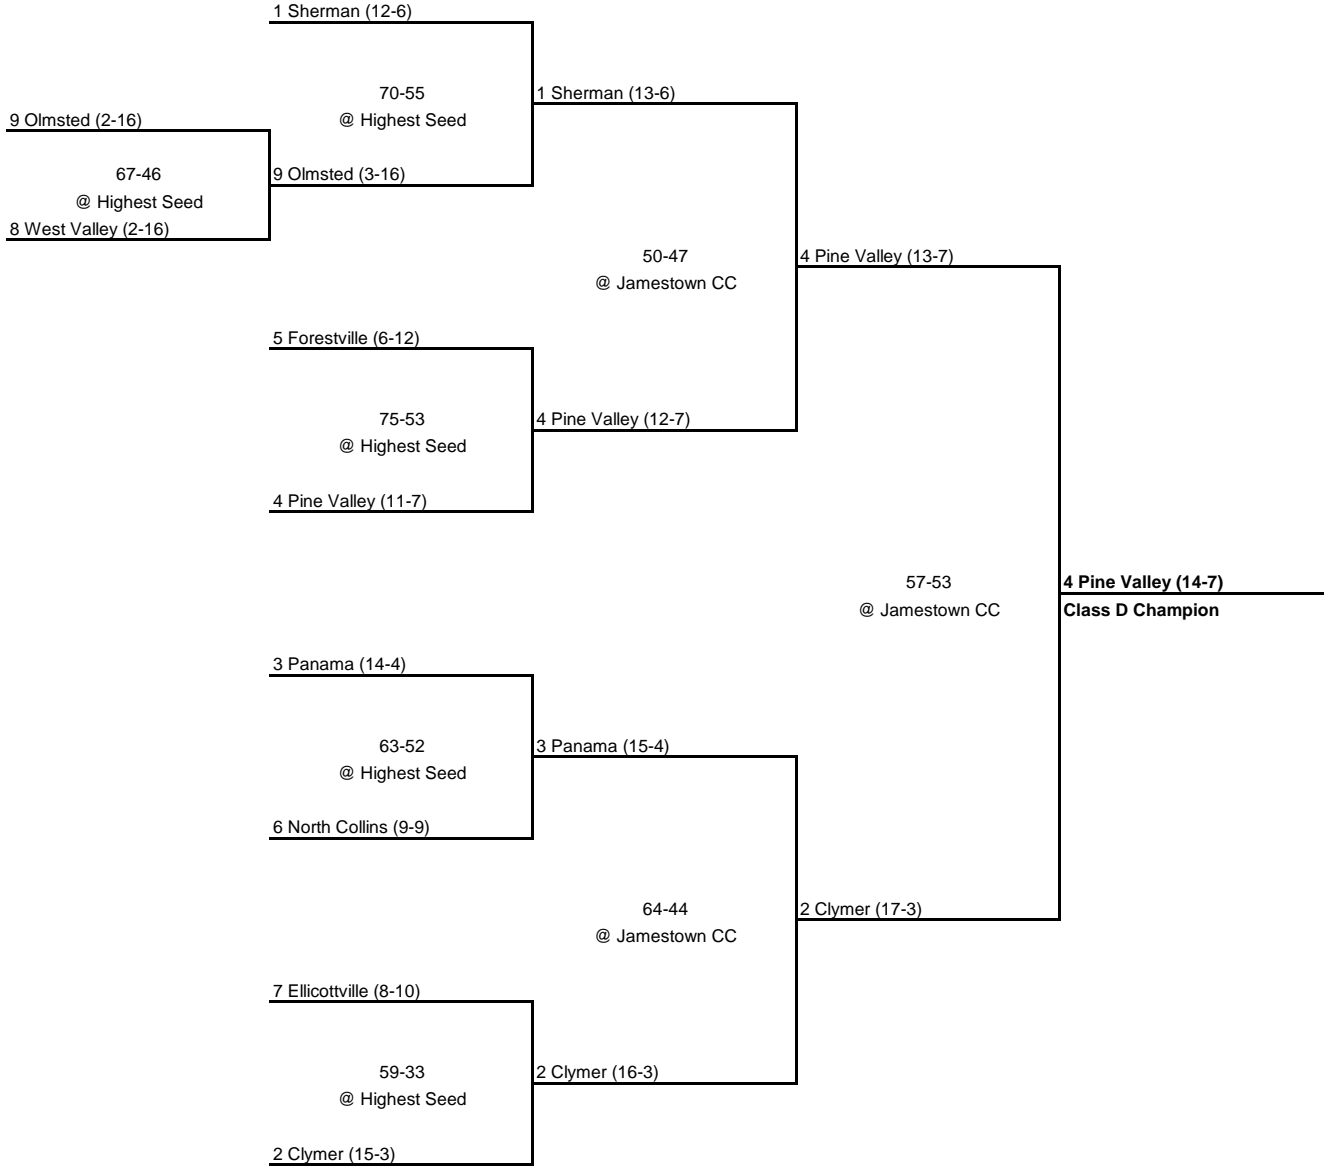 1 Sherman (12-6)
70-55
@ Highest Seed
1 Sherman (13-6)
9 Olmsted (2-16)
67-46
@ Highest Seed
9 Olmsted (3-16)
8 West Valley (2-16)
50-47
@ Jamestown CC
4 Pine Valley (13-7)
5 Forestville (6-12)
75-53
@ Highest Seed
4 Pine Valley (12-7)
4 Pine Valley (11-7)
57-53
@ Jamestown CC
4 Pine Valley (14-7)
Class D Champion
3 Panama (14-4)
63-52
@ Highest Seed
3 Panama (15-4)
6 North Collins (9-9)
64-44
@ Jamestown CC
2 Clymer (17-3)
7 Ellicottville (8-10)
59-33
@ Highest Seed
2 Clymer (16-3)
2 Clymer (15-3)